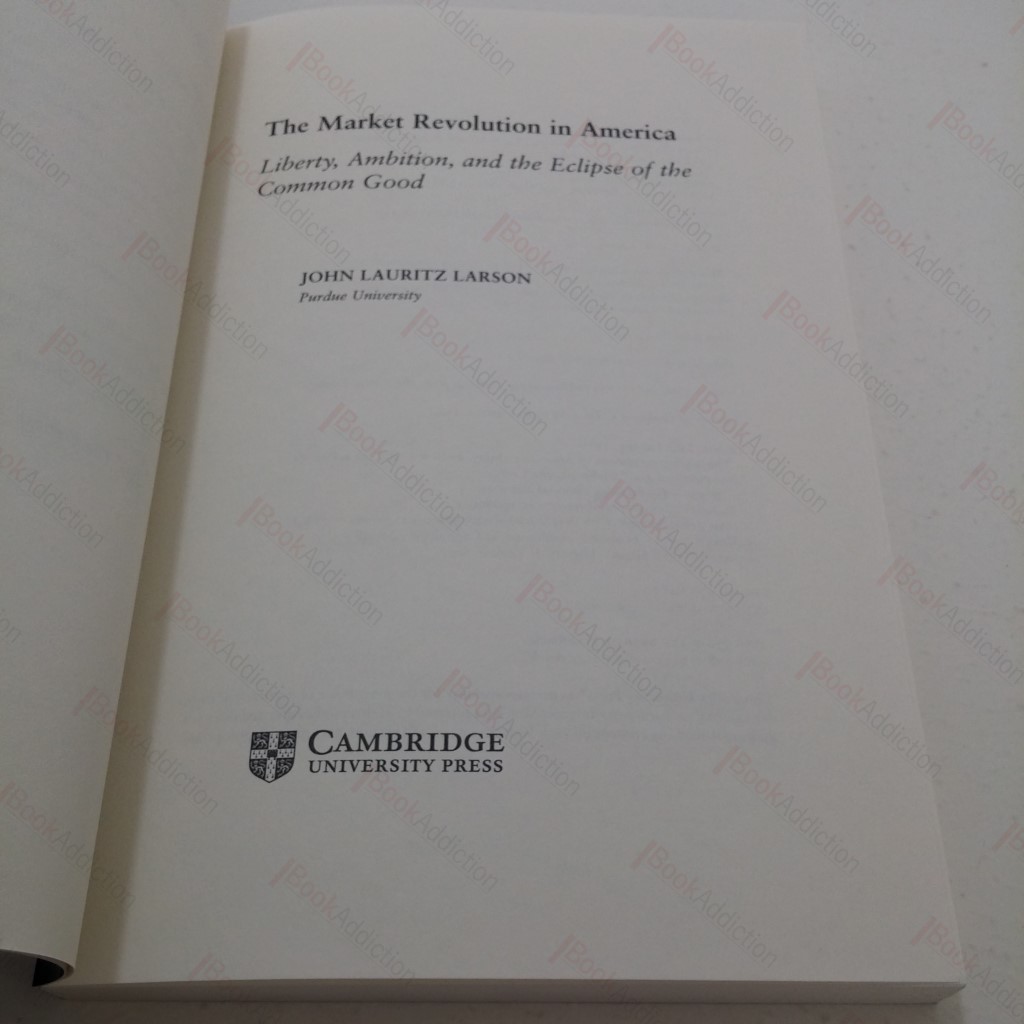 The Market Revolution in America
Liberty, Ambition, and the Eclipse of the
Common Good
JOHN LAURITZ LARSON
Purdue University
CAMBRIDGE
UNIVERSITY PRESS
BookAddiction